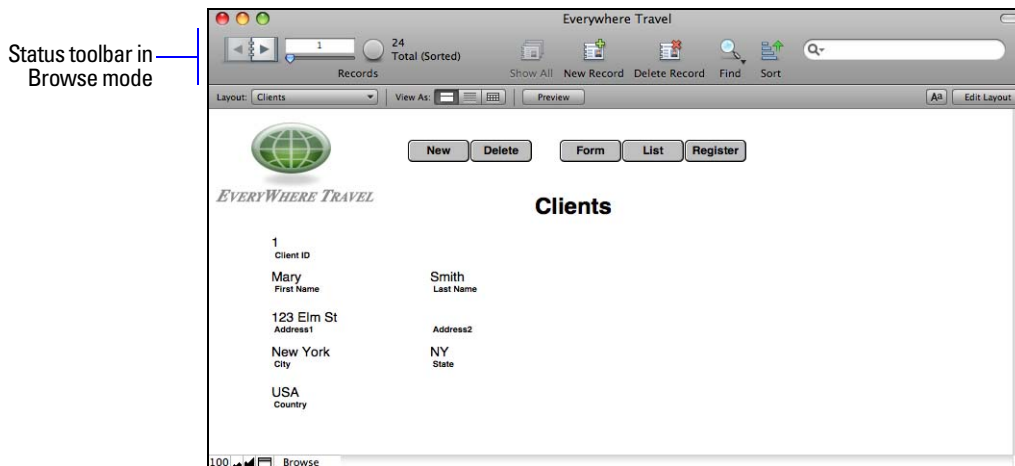 Status toolbar in
Browse mode
Everywhere Travel
1
24
Total (Sorted)
Records
Show All New Record Delete Record Find Sort
Layout: Clients View As: Preview Aa Edit Layout
New Delete Form List Register
EVERYWHERE TRAVEL
Clients
1
Client ID
Mary Smith
First Name Last Name
123 Elm St
Address1 Address2
New York NY
City State
USA
Country
100 Browse